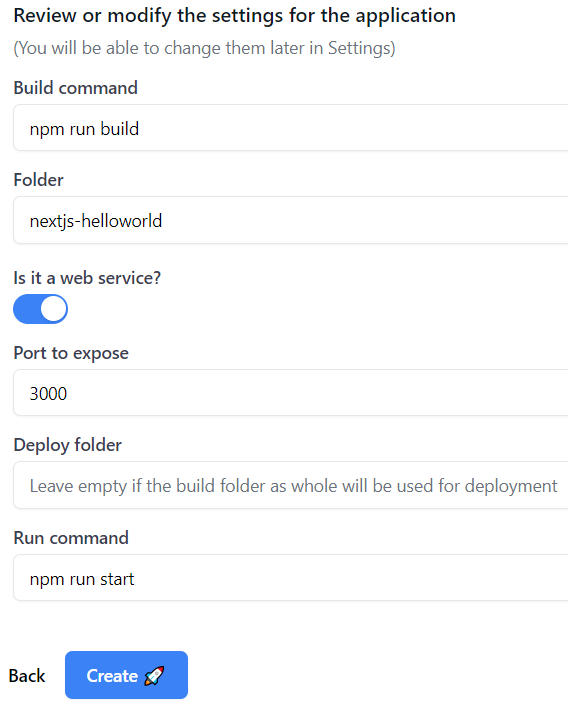 Review or modify the settings for the application
(You will be able to change them later in Settings)
Build command
npm run build
Folder
nextjs-helloworld
Is it a web service?
Port to expose
3000
Deploy folder
Leave empty if the build folder as whole will be used for deployment
Run command
npm run start
Back
Create 🚀